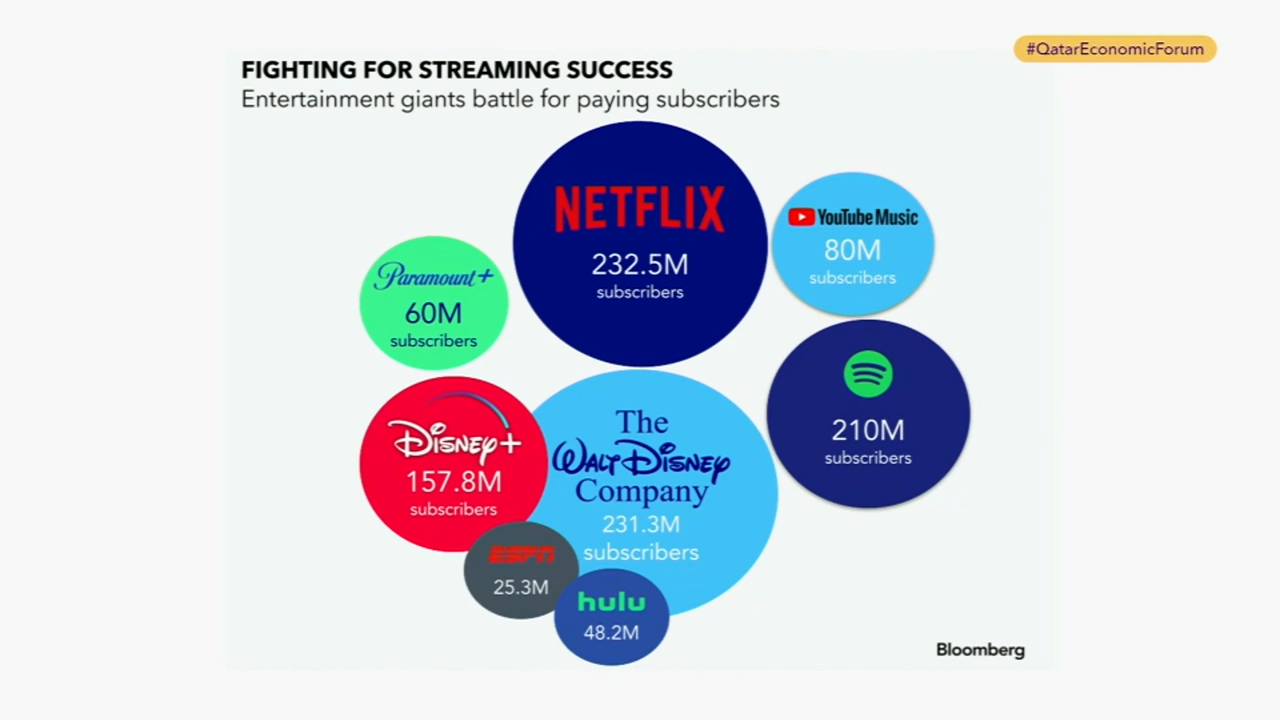 #QatarEconomicForum
FIGHTING FOR STREAMING SUCCESS
Entertainment giants battle for paying subscribers
NETFLIX
232.5M
subscribers
YouTube Music
80M
subscribers
Paramount+
60M
subscribers
210M
subscribers
Disney+
157.8M
subscribers
The
Walt Disney
Company
231.3M
subscribers
ESPN
25.3M
hulu
48.2M
Bloomberg